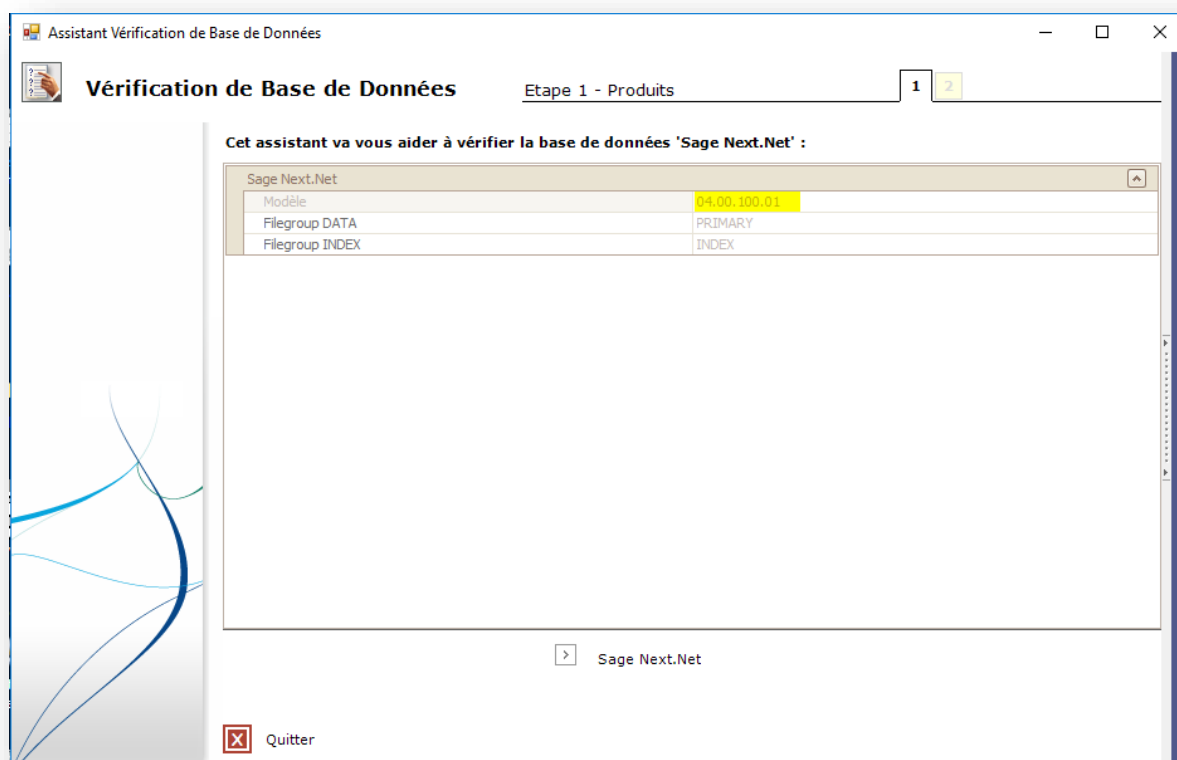 Assistant Vérification de Base de Données
Vérification de Base de Données Etape 1 - Produits 1 2
Cet assistant va vous aider à vérifier la base de données 'Sage Next.Net' :
Sage Next.Net
Modèle 04.00.100.01
Filegroup DATA PRIMARY
Filegroup INDEX INDEX
> Sage Next.Net
X Quitter